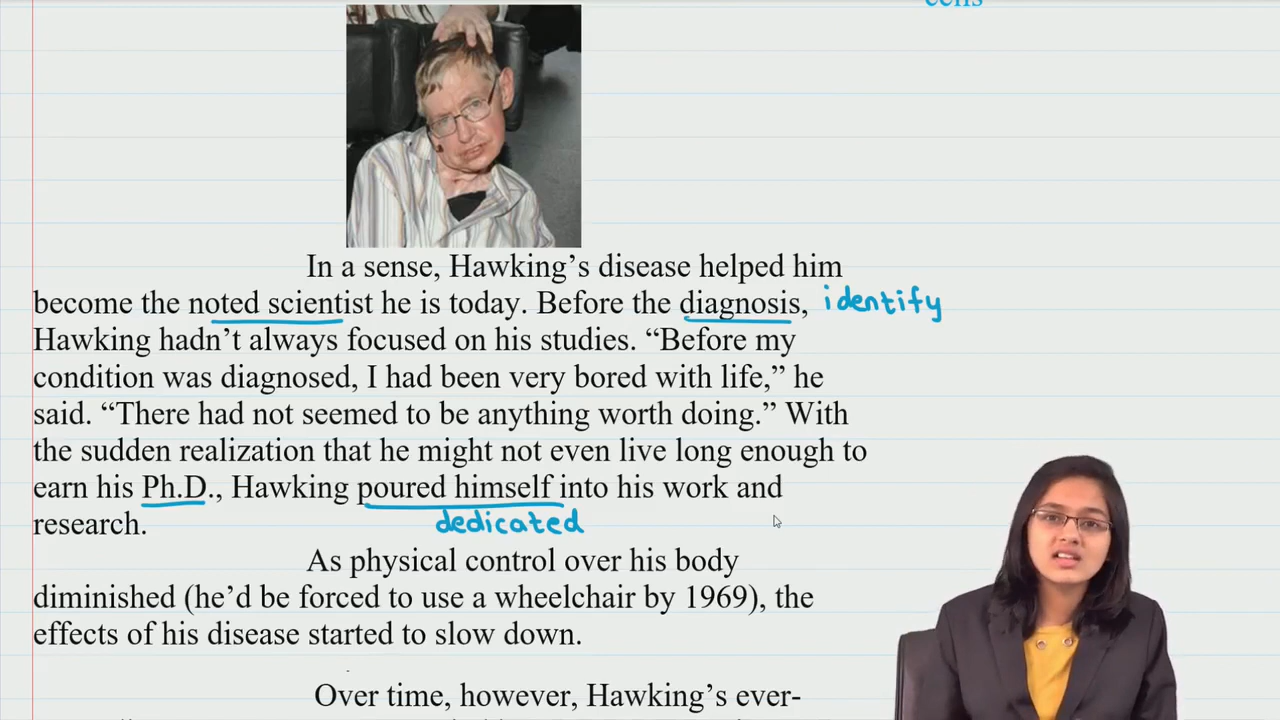 cells
In a sense, Hawking’s disease helped him
become the noted scientist he is today. Before the diagnosis, identify
Hawking hadn’t always focused on his studies. “Before my
condition was diagnosed, I had been very bored with life,” he
said. “There had not seemed to be anything worth doing.” With
the sudden realization that he might not even live long enough to
earn his Ph.D., Hawking poured himself into his work and
research.
dedicated
As physical control over his body
diminished (he’d be forced to use a wheelchair by 1969), the
effects of his disease started to slow down.
Over time, however, Hawking’s ever-